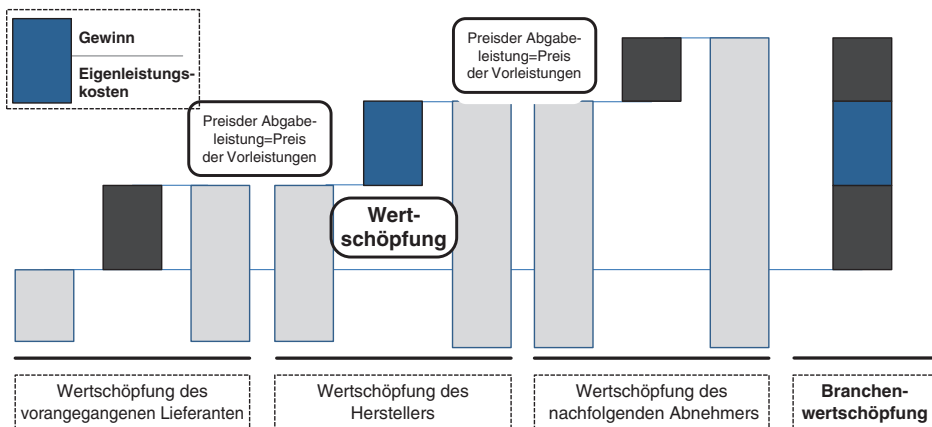 Gewinn
Eigenleistungs-
kosten
Preisder Abgabe-
leistung=Preis
der Vorleistungen
Preisder Abgabe-
leistung=Preis
der Vorleistungen
Wert-
schöpfung
Wertschöpfung des
vorangegangenen Lieferanten
Wertschöpfung des
Herstellers
Wertschöpfung des
nachfolgenden Abnehmers
Branchen-
wertschöpfung